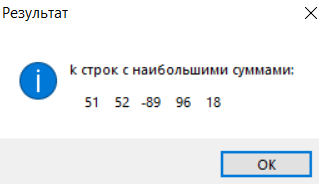 Результат
k строк с наибольшими суммами:
51 52 -89 96 18
OK